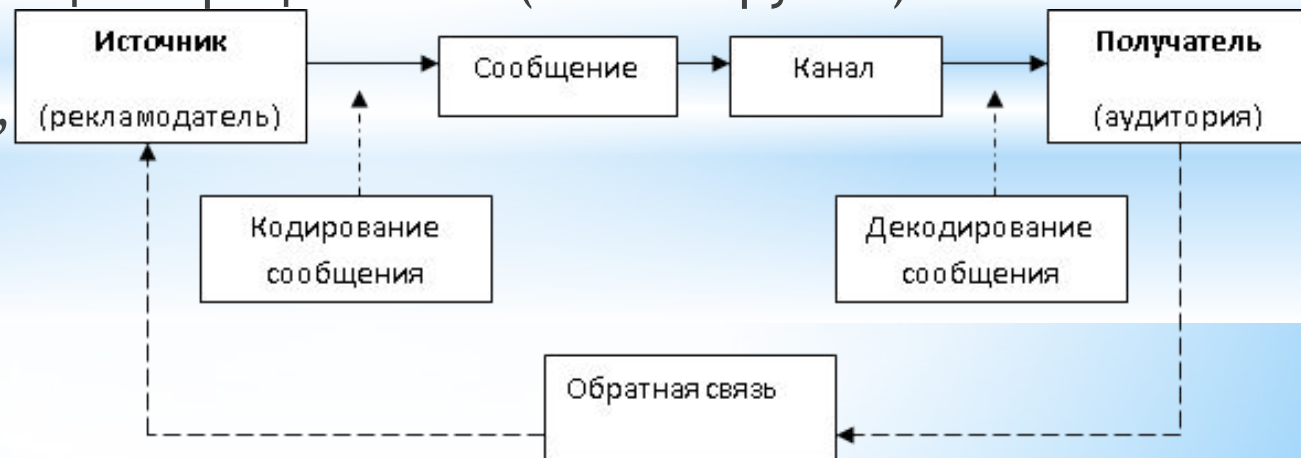 Источник
(рекламодатель)
Сообщение
Канал
Получатель
(аудитория)
Кодирование
сообщения
Декодирование
сообщения
Обратная связь